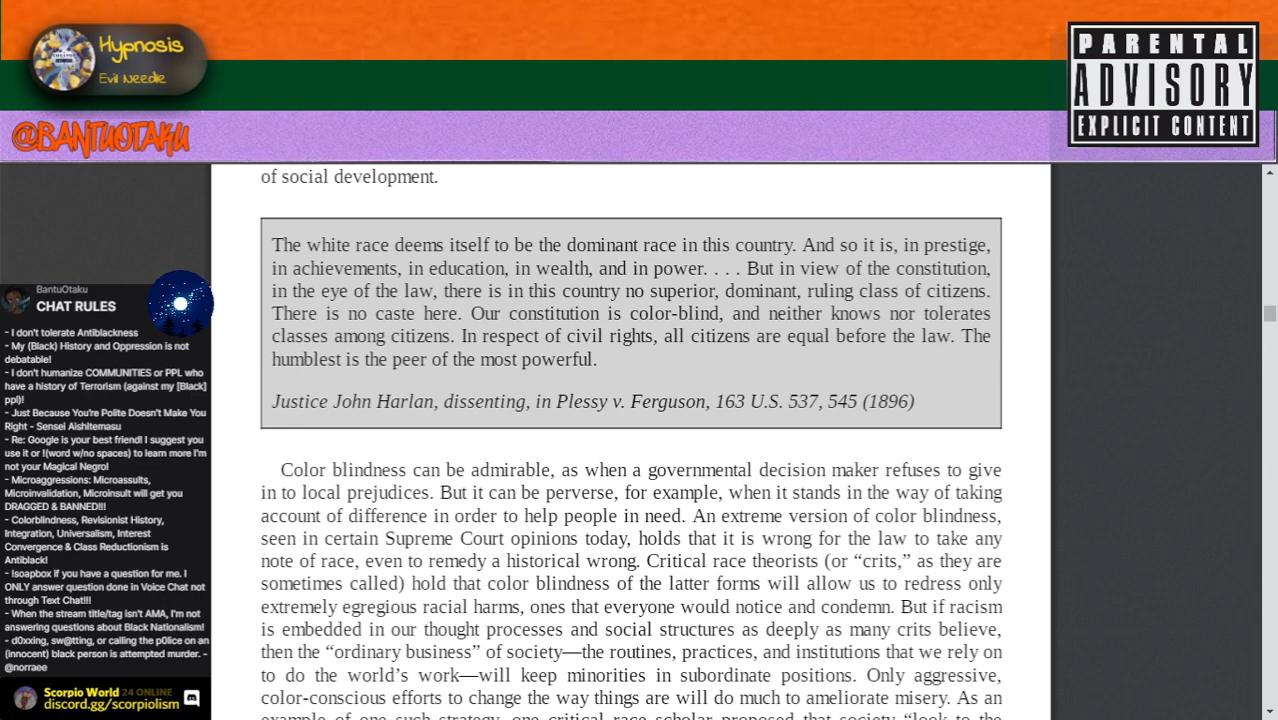 Hypnosis
Evil Needle
PARENTAL
ADVISORY
EXPLICIT CONTENT
@BANTUOTAKU
of social development.
The white race deems itself to be the dominant race in this country. And so it is, in prestige,
in achievements, in education, in wealth, and in power. . . . But in view of the constitution,
in the eye of the law, there is in this country no superior, dominant, ruling class of citizens.
There is no caste here. Our constitution is color-blind, and neither knows nor tolerates
classes among citizens. In respect of civil rights, all citizens are equal before the law. The
humblest is the peer of the most powerful.
Justice John Harlan, dissenting, in Plessy v. Ferguson, 163 U.S. 537, 545 (1896)
Color blindness can be admirable, as when a governmental decision maker refuses to give
in to local prejudices. But it can be perverse, for example, when it stands in the way of taking
account of difference in order to help people in need. An extreme version of color blindness,
seen in certain Supreme Court opinions today, holds that it is wrong for the law to take any
note of race, even to remedy a historical wrong. Critical race theorists (or “crits,” as they are
sometimes called) hold that color blindness of the latter forms will allow us to redress only
extremely egregious racial harms, ones that everyone would notice and condemn. But if racism
is embedded in our thought processes and social structures as deeply as many crits believe,
then the “ordinary business” of society—the routines, practices, and institutions that we rely on
to do the world’s work—will keep minorities in subordinate positions. Only aggressive,
color-conscious efforts to change the way things are will do much to ameliorate misery. As an
example of one such strategy, one critical race scholar proposed that society “look to the
BantuOtaku
CHAT RULES
- I don't tolerate Antiblackness
- My (Black) History and Oppression is not
debatable!
- I don't humanize COMMUNITIES or PPL who
have a history of Terrorism (against my [Black]
ppl)!
- Just Because You're Polite Doesn't Make You
Right - Sensei Aishitemasu
- Re: Google is your best friend! I suggest you
use it or !(word w/no spaces) to learn more I'm
not your Magical Negro!
- Microaggressions: Microassults,
Microinvalidation, Microinsult will get you
DRAGGED & BANNED!!!
- Colorblindness, Revisionist History,
Integration, Universalism, Interest
Convergence & Class Reductionism is
Antiblack!
- !soapbox if you have a question for me. I
ONLY answer question done in Voice Chat not
through Text Chat!!!
- When the stream title/tag isn't AMA, I'm not
answering questions about Black Nationalism!
- d0xxing, sw@tting, or calling the p0lice on an
(innocent) black person is attempted murder. -
@norraee
Scorpio World 24 ONLINE
discord.gg/scorpiolism